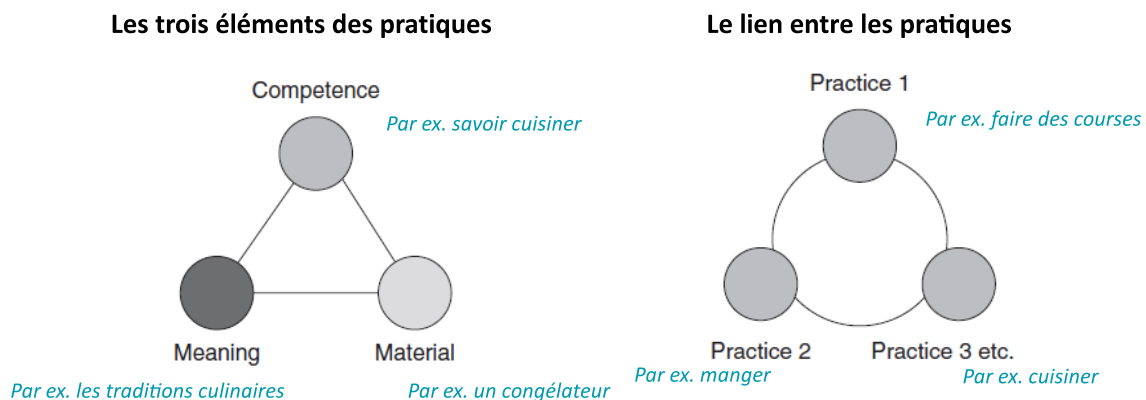 Les trois éléments des pratiques
Competence
Par ex. savoir cuisiner
Meaning
Material
Par ex. les traditions culinaires
Par ex. un congélateur
Le lien entre les pratiques
Practice 1
Par ex. faire des courses
Practice 2
Practice 3 etc.
Par ex. manger
Par ex. cuisiner